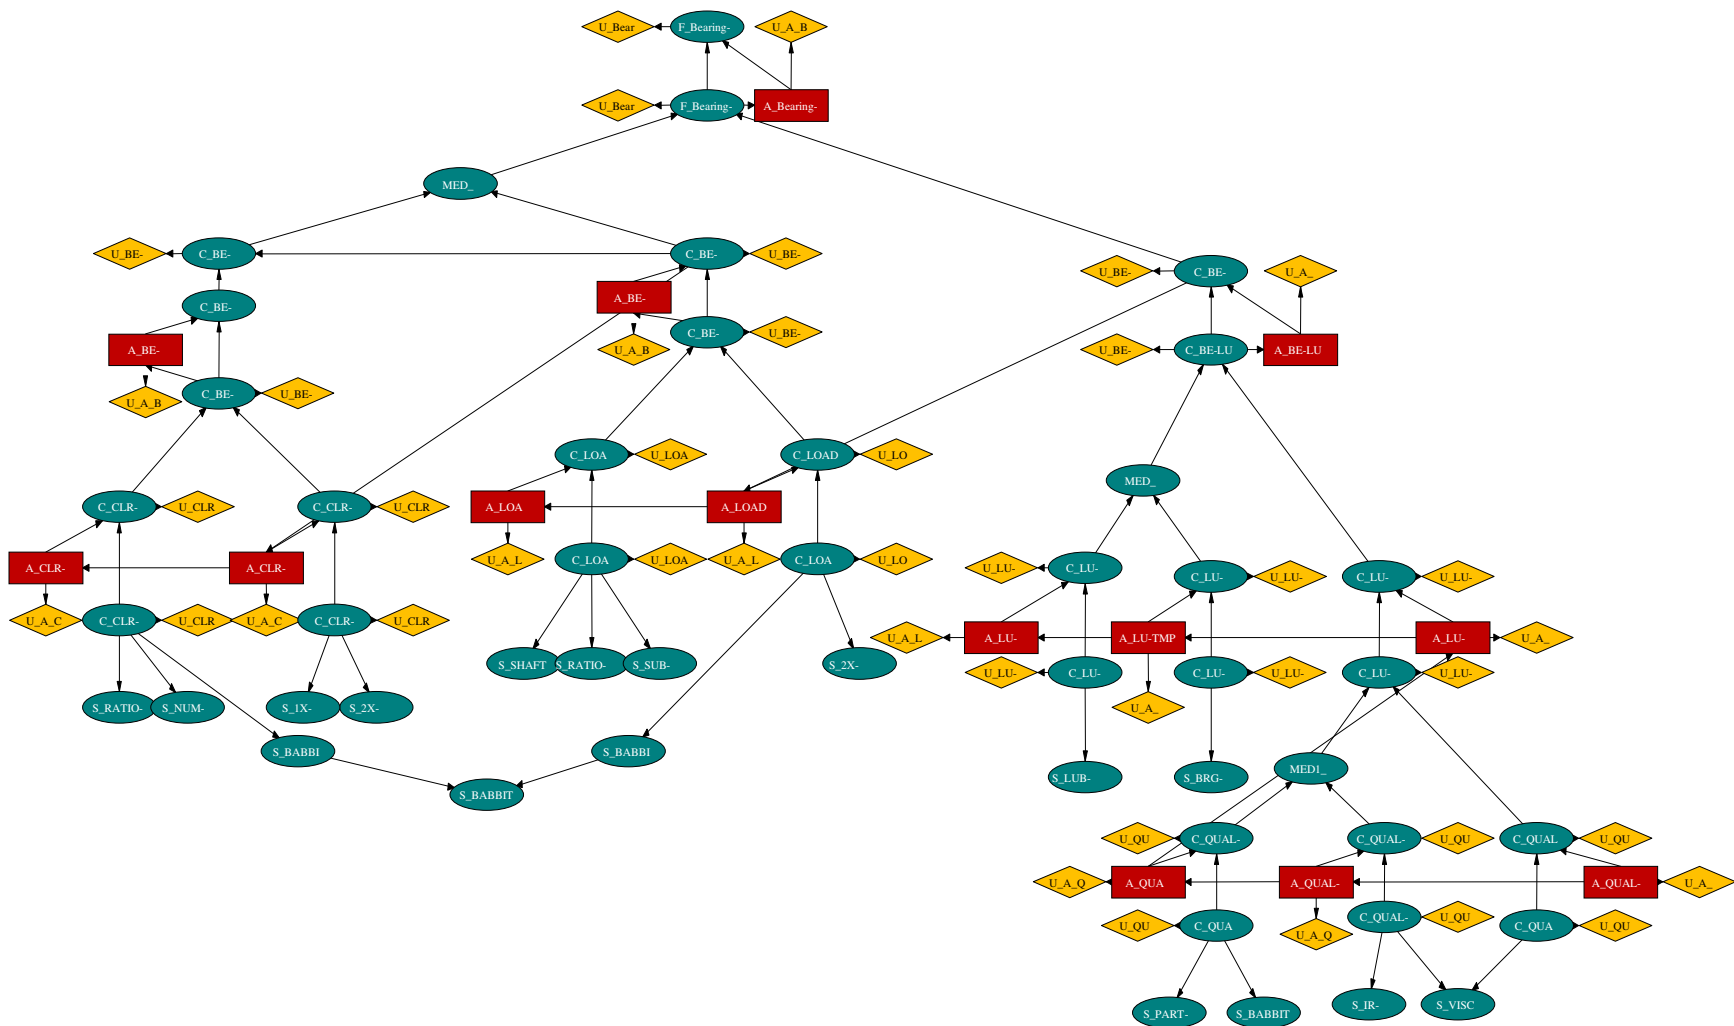 U_Bear
F_Bearing-
U_A_B
U_Bear
F_Bearing-
A_Bearing-
MED_
U_BE-
C_BE-
C_BE-
U_BE-
U_BE-
C_BE-
U_A_
C_BE-
A_BE-
A_BE-
U_A_B
C_BE-
U_BE-
U_A_B
C_BE-
U_BE-
U_BE-
C_BE-LU
A_BE-LU
C_LOA
U_LOA
C_LOAD
U_LO
MED_
C_CLR-
U_CLR
C_CLR-
U_CLR
A_LOA
A_LOAD
A_CLR-
A_CLR-
U_A_L
C_LOA
U_LOA
U_A_L
C_LOA
U_LO
U_LU-
C_LU-
C_LU-
U_LU-
C_LU-
U_LU-
U_A_C
C_CLR-
U_CLR
U_A_C
C_CLR-
U_CLR
U_A_L
A_LU-
A_LU-TMP
A_LU-
U_A_
S_SHAFT
S_RATIO-
S_SUB-
S_2X-
U_LU-
C_LU-
C_LU-
U_LU-
C_LU-
U_LU-
S_RATIO-
S_NUM-
S_1X-
S_2X-
U_A_
S_BABBI
S_BABBI
S_BABBIT
S_LUB-
S_BRG-
MED1_
U_QU
C_QUAL-
C_QUAL-
U_QU
C_QUAL
U_QU
U_A_Q
A_QUA
A_QUAL-
A_QUAL-
U_A_
U_QU
C_QUA
U_A_Q
C_QUAL-
U_QU
C_QUA
U_QU
S_PART-
S_BABBIT
S_IR-
S_VISC